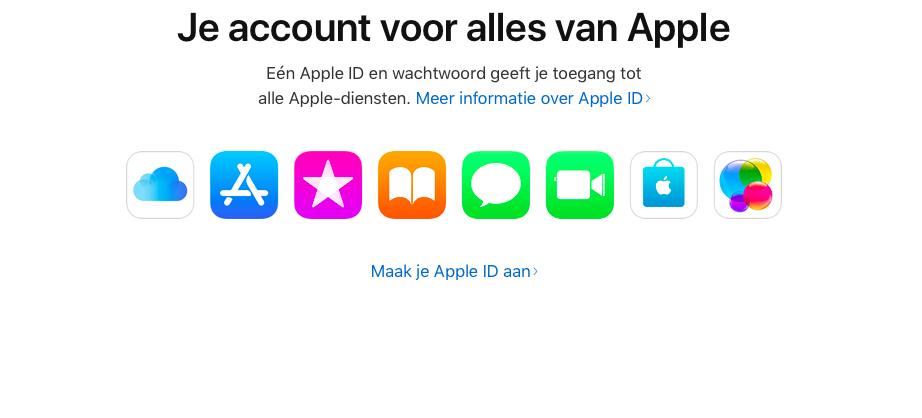 Je account voor alles van Apple
Eén Apple ID en wachtwoord geeft je toegang tot
alle Apple-diensten. Meer informatie over Apple ID
Maak je Apple ID aan